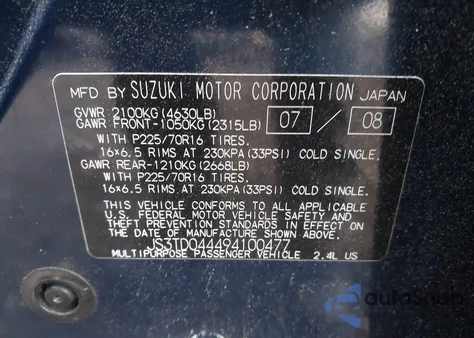 MFD BY SUZUKI MOTOR CORPORATION JAPAN
GVWR 2100KG(4630LB) 07 / 08
GAWR FRONT-1050KG(2315LB)
WITH P225/70R16 TIRES.
16×6.5 RIMS AT 230KPA(33PSI) COLD SINGLE.
GAWR REAR-1210KG(2668LB)
WITH P225/70R16 TIRES.
16×6.5 RIMS AT 230KPA(33PSI) COLD SINGLE.
THIS VEHICLE CONFORMS TO ALL APPLICABLE
U.S. FEDERAL MOTOR VEHICLE SAFETY AND
THEFT PREVENTION STANDARDS IN EFFECT ON
THE DATE OF MANUFACTURE SHOWN ABOVE.
JS3TD044494100477
MULTIPURPOSE PASSENGER VEHICLE 2.4L US
autoSnap